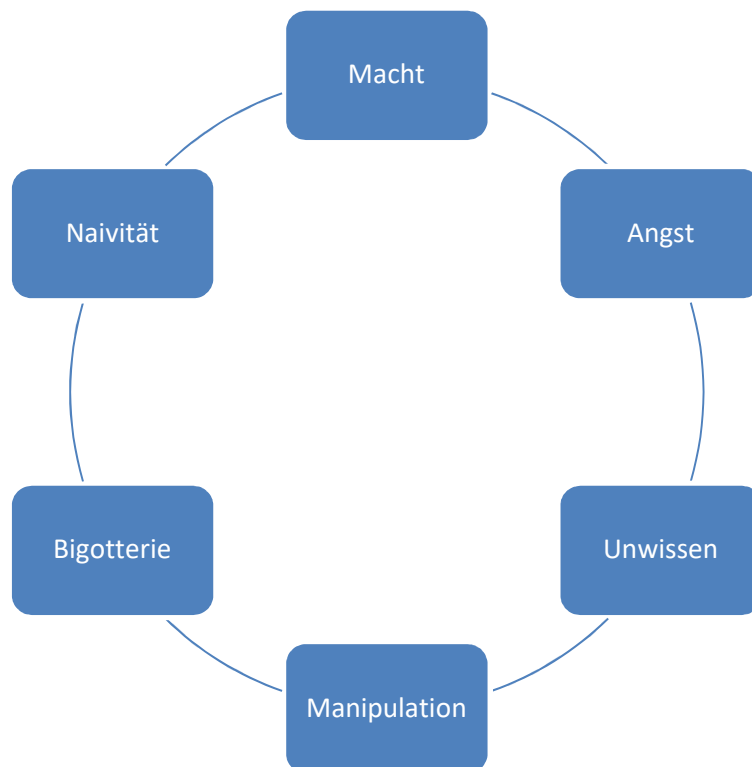 Macht
Naivität
Angst
Bigotterie
Unwissen
Manipulation